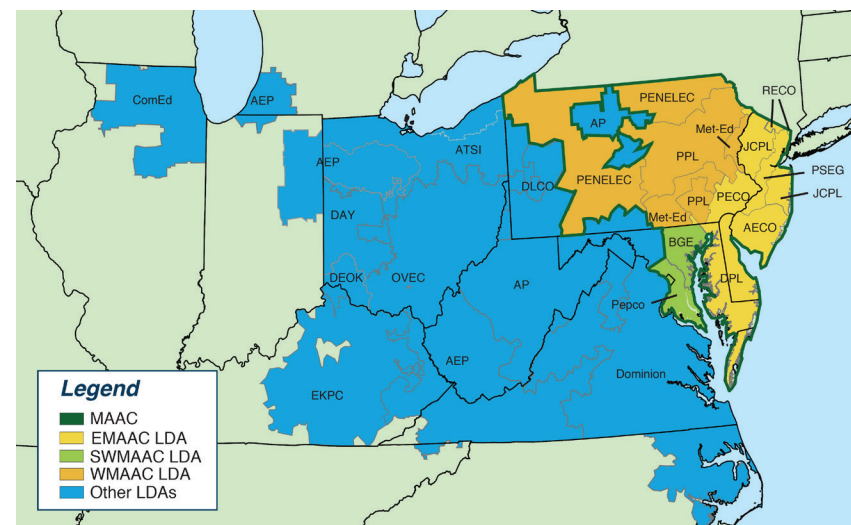 RECO
ComEd
AEP
PENELEC
AP
Met-Ed
JCPL
ATSI
AEP
PPL
PSEG
DLCO
PENELEC
JCPL
PECO
PPL
DAY
Met-Ed
AECO
BGE
DEOK
OVEC
AP
DPL
Pepco
AEP
Dominion
EKPC
Legend
MAAC
EMAAC LDA
SWMAAC LDA
WMAAC LDA
Other LDAs